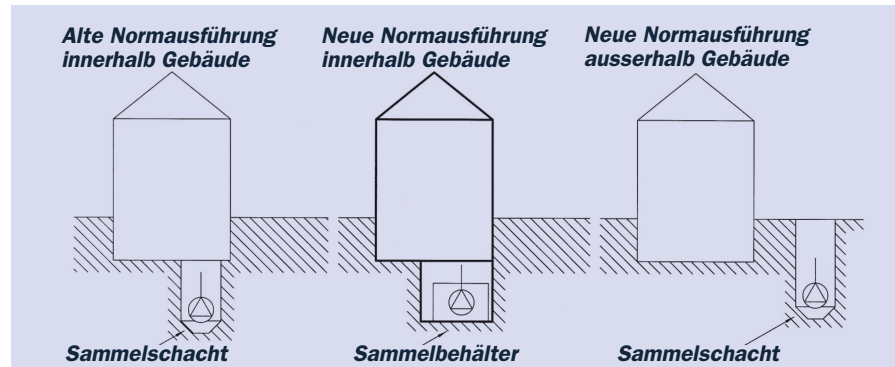 Alte Normausführung
innerhalb Gebäude
Neue Normausführung
innerhalb Gebäude
Neue Normausführung
ausserhalb Gebäude
Sammelschacht
Sammelbehälter
Sammelschacht